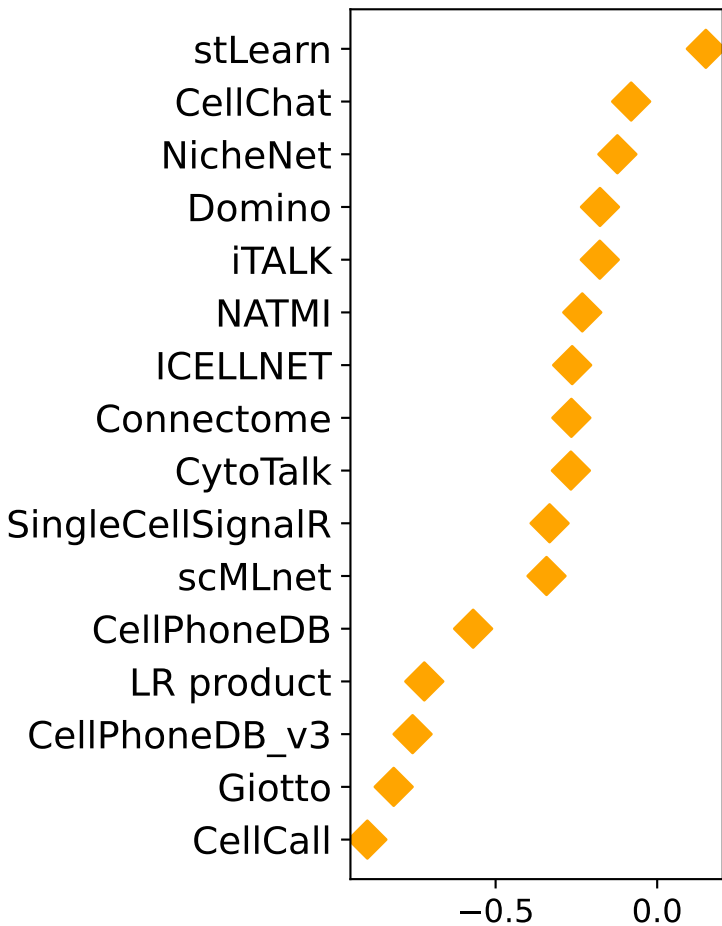 stLearn
CellChat
NicheNet
Domino
iTALK
NATMI
ICELLNET
Connectome
CytoTalk
SingleCellSignalR
scMLnet
CellPhoneDB
LR product
CellPhoneDB_v3
Giotto
CellCall
−0.5 0.0